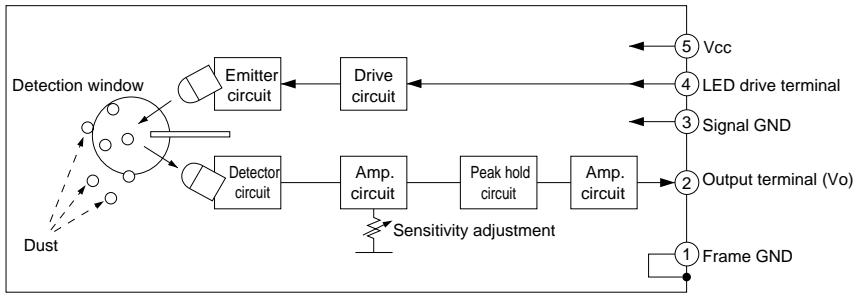 Detection window
Emitter
circuit
Drive
circuit
5 Vcc
4 LED drive terminal
3 Signal GND
Detector
circuit
Amp.
circuit
Peak hold
circuit
Amp.
circuit
2 Output terminal (Vo)
Sensitivity adjustment
Dust
1 Frame GND